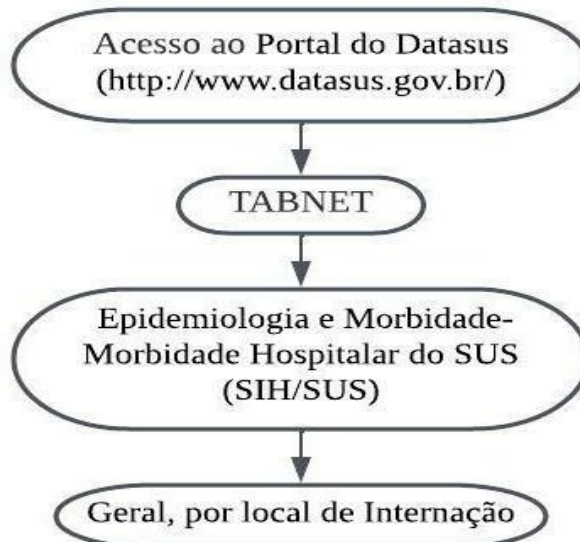 Acesso ao Portal do Datasus
(http://www.datasus.gov.br/)
TABNET
Epidemiologia e Morbidade-
Morbidade Hospitalar do SUS
(SIH/SUS)
Geral, por local de Internação